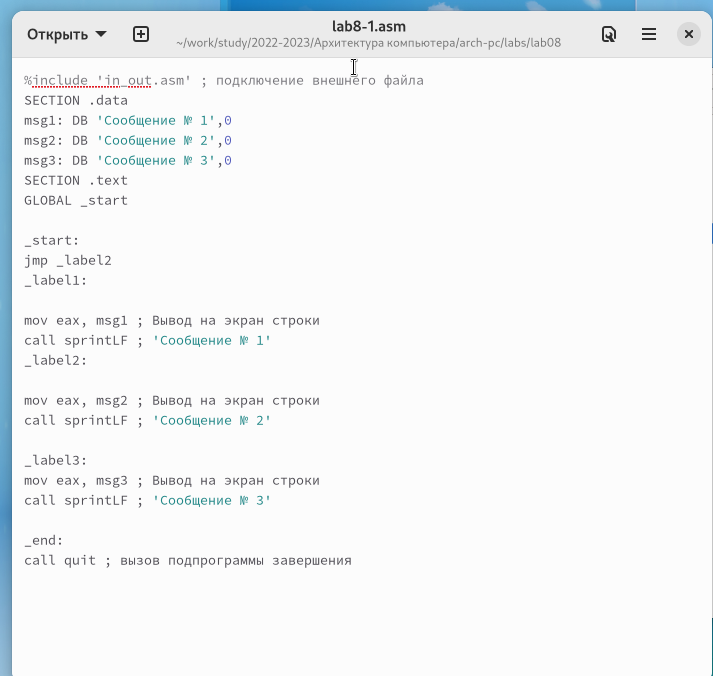 Открыть
lab8-1.asm
~/work/study/2022-2023/Архитектура компьютера/arch-pc/labs/lab08
%include 'in_out.asm' ; подключение внешнего файла
SECTION .data
msg1: DB 'Сообщение № 1',0
msg2: DB 'Сообщение № 2',0
msg3: DB 'Сообщение № 3',0
SECTION .text
GLOBAL _start
_start:
jmp _label2
_label1:
mov eax, msg1 ; Вывод на экран строки
call sprintLF ; 'Сообщение № 1'
_label2:
mov eax, msg2 ; Вывод на экран строки
call sprintLF ; 'Сообщение № 2'
_label3:
mov eax, msg3 ; Вывод на экран строки
call sprintLF ; 'Сообщение № 3'
_end:
call quit ; вызов подпрограммы завершения